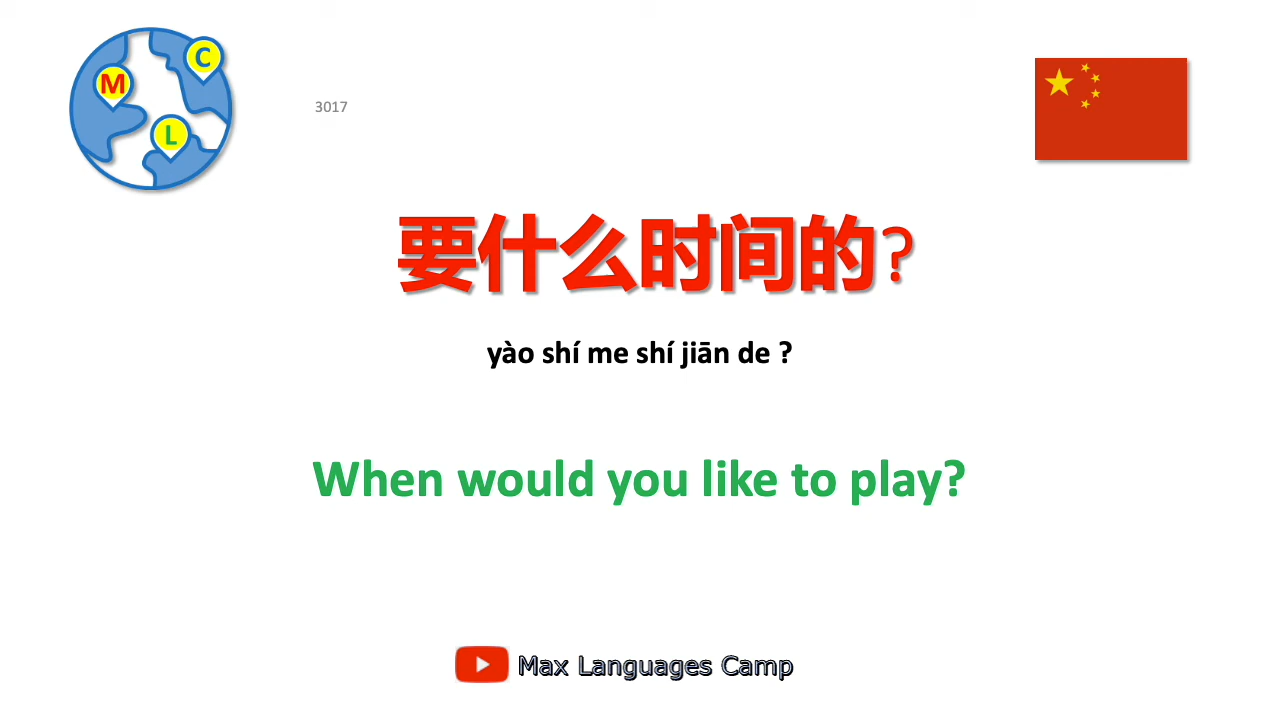 C
M
L
3017
要什么时间的?
yào shí me shí jiān de ?
When would you like to play?
Max Languages Camp